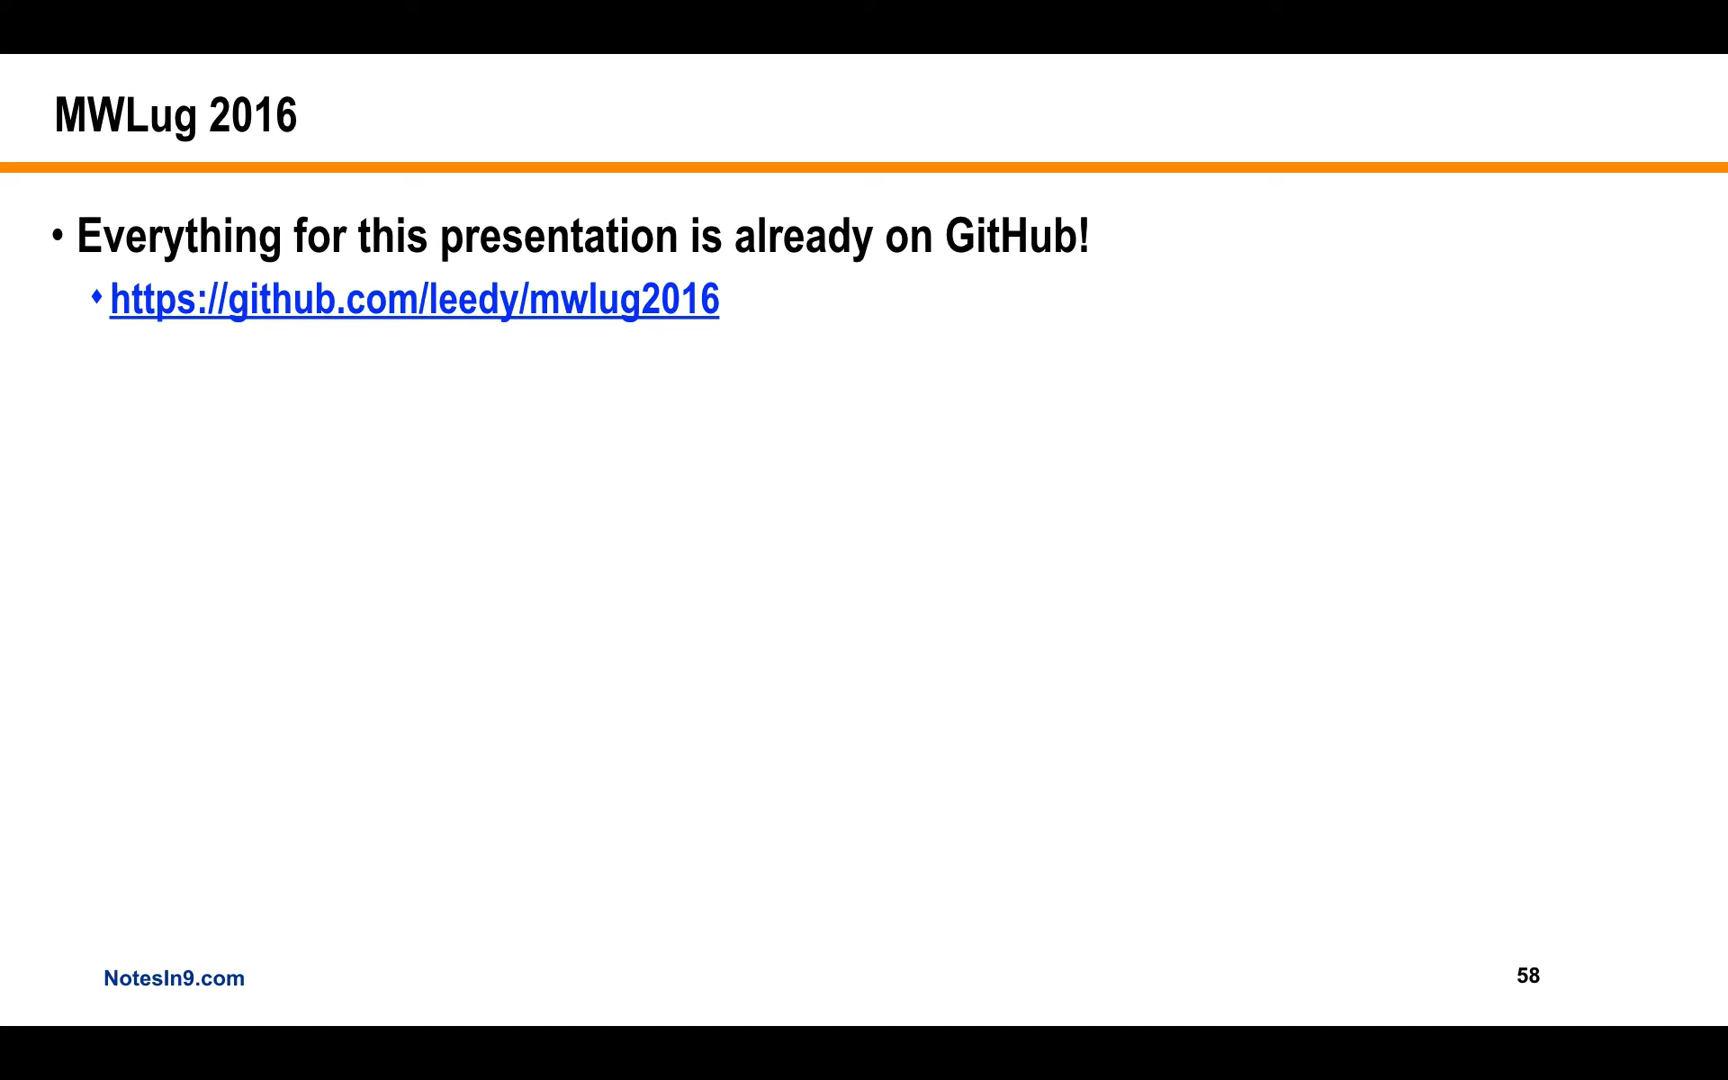 MWLug 2016
• Everything for this presentation is already on GitHub!
♦ https://github.com/leedy/mwlug2016
NotesIn9.com
58